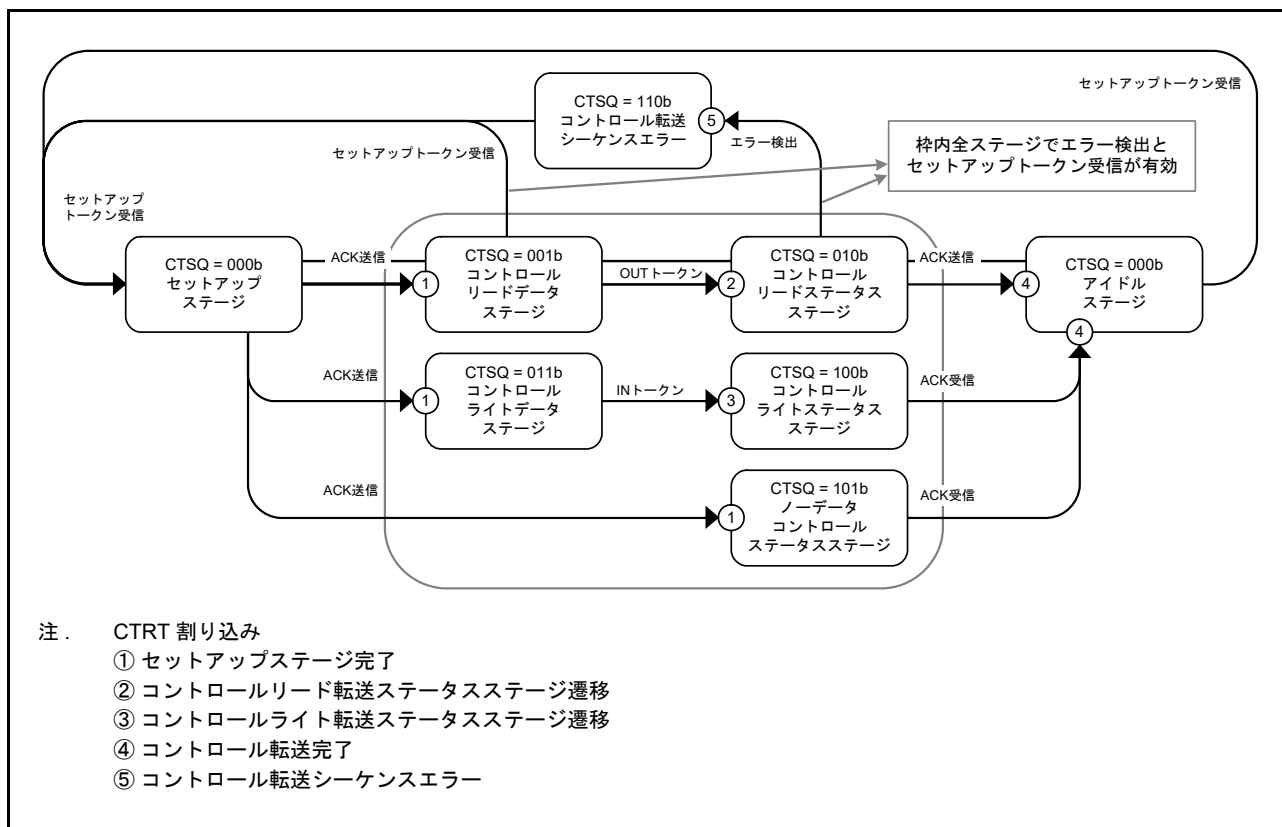 セットアップトークン受信
CTSQ = 110b
コントロール転送
シーケンスエラー
5
エラー検出
セットアップトークン受信
枠内全ステージでエラー検出と
セットアップトークン受信が有効
セットアップ
トークン受信
CTSQ = 000b
セットアップ
ステージ
ACK送信
1
CTSQ = 001b
コントロール
リードデータ
ステージ
OUTトークン
2
CTSQ = 010b
コントロール
リードステータス
ステージ
ACK送信
4
CTSQ = 000b
アイドル
ステージ
4
ACK送信
1
CTSQ = 011b
コントロール
ライトデータ
ステージ
INトークン
3
CTSQ = 100b
コントロール
ライトステータス
ステージ
ACK受信
ACK送信
1
CTSQ = 101b
ノーデータ
コントロール
ステータスステージ
ACK受信
注 . CTRT 割り込み
① セットアップステージ完了
② コントロールリード転送ステータスステージ遷移
③ コントロールライト転送ステータスステージ遷移
④ コントロール転送完了
⑤ コントロール転送シーケンスエラー